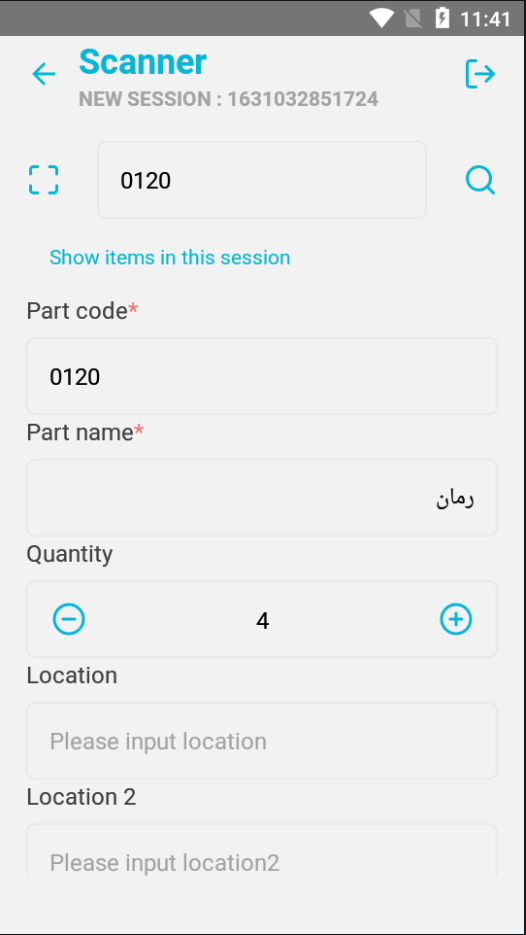 11:41
Scanner
NEW SESSION : 1631032851724
0120
Show items in this session
Part code*
0120
Part name*
رمان
Quantity
4
Location
Please input location
Location 2
Please input location2